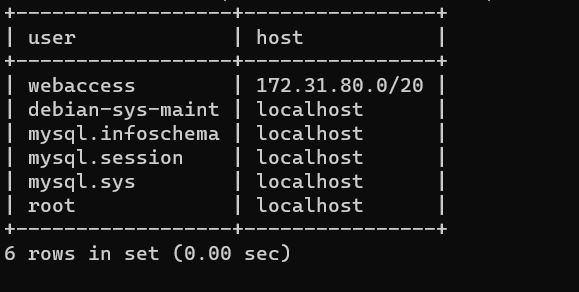 +------------------+----------------+
| user             | host           |
+------------------+----------------+
| webaccess        | 172.31.80.0/20 |
| debian-sys-maint | localhost      |
| mysql.infoschema | localhost      |
| mysql.session    | localhost      |
| mysql.sys        | localhost      |
| root             | localhost      |
+------------------+----------------+
6 rows in set (0.00 sec)